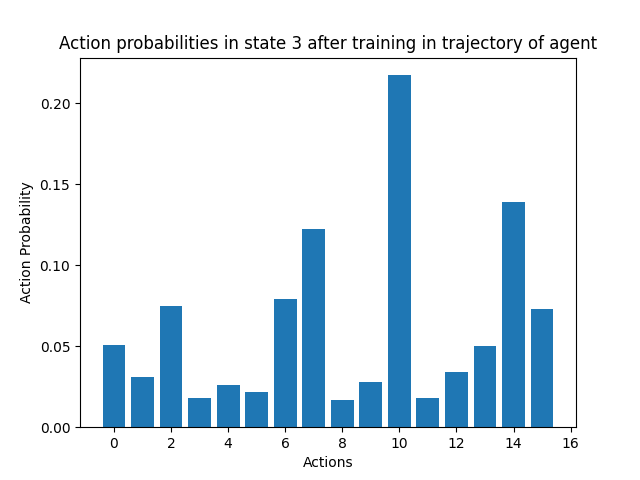 Action probabilities in state 3 after training in trajectory of agent
Action Probability
0.20
0.15
0.10
0.05
0.00
0 2 4 6 8 10 12 14 16
Actions